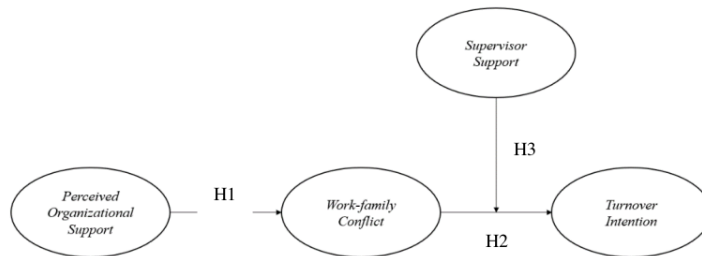 Supervisor
Support
H3
H1
Perceived
Organizational
Support
Work-family
Conflict
Turnover
Intention
H2